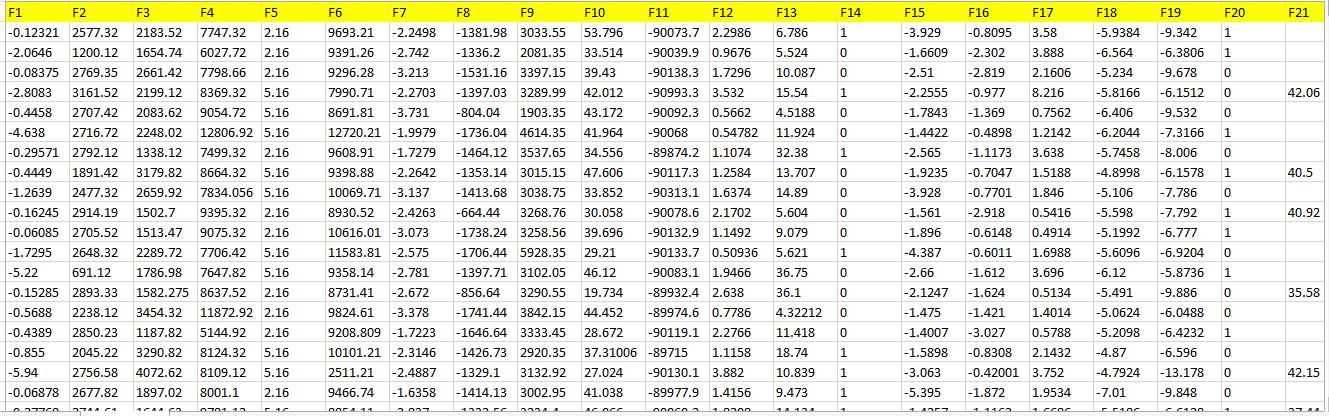 F1 F2 F3 F4 F5 F6 F7 F8 F9 F10 F11 F12 F13 F14 F15 F16 F17 F18 F19 F20 F21
-0.12321 2577.32 2183.52 7747.32 2.16 9693.21 -2.2498 -1381.98 3033.55 53.796 -90073.7 2.2986 6.786 1 -3.929 -0.8095 3.58 -5.9384 -9.342 1
-2.0646 1200.12 1654.74 6027.72 2.16 9391.26 -2.742 -1336.2 2081.35 33.514 -90039.9 0.9676 5.524 1 -1.6609 -2.302 3.888 -6.564 -6.3806 1
-0.08375 2769.35 2661.42 7798.66 2.16 9296.28 -3.213 -1531.16 3397.15 39.43 -90138.3 1.7296 10.087 0 -2.51 -2.819 2.1606 -5.234 -9.678 0
-2.8083 3161.52 2199.12 8369.32 5.16 7990.71 -2.2703 -1397.03 3289.99 42.012 -90993.3 3.532 15.54 1 -2.2555 -0.977 8.216 -5.8166 -6.1512 0 42.06
-0.4458 2707.42 2083.62 9054.72 5.16 8691.81 -3.731 -804.04 1903.35 43.172 -90092.3 0.5662 4.5188 0 -1.7843 -1.369 0.7562 -6.406 -9.532 0
-4.638 2716.72 2248.02 12806.92 5.16 12720.21 -1.9979 -1736.04 4614.35 41.964 -90068 0.54782 11.924 0 -1.4422 -0.4898 1.2142 -6.2044 -7.3166 1
-0.29571 2792.12 1338.12 7499.32 2.16 9608.91 -1.7279 -1464.12 3537.65 34.556 -89874.2 1.1074 32.38 1 -2.565 -1.1173 3.638 -5.7458 -8.006 0
-0.4449 1891.42 3179.82 8664.32 5.16 9398.88 -2.2642 -1353.14 3015.15 47.606 -90117.3 1.2584 13.707 0 -1.9235 -0.7047 1.5188 -4.8998 -6.1578 1 40.5
-1.2639 2477.32 2659.92 7834.056 5.16 10069.71 -3.137 -1413.68 3038.75 33.852 -90313.1 1.6374 14.89 0 -3.928 -0.7701 1.846 -5.106 -7.786 0
-0.16245 2914.19 1502.7 9395.32 2.16 8930.52 -2.4263 -664.44 3268.76 30.058 -90078.6 2.1702 5.604 0 -1.561 -2.918 0.5416 -5.598 -7.792 1 40.92
-0.06085 2705.52 1513.47 9075.32 2.16 10616.01 -3.073 -1738.24 3258.56 39.696 -90132.9 1.1492 9.079 0 -1.896 -0.6148 0.4914 -5.1992 -6.777 1
-1.7295 2648.32 2289.72 7706.42 5.16 11583.81 -2.575 -1706.44 5928.35 29.21 -90133.7 0.50936 5.621 1 -4.387 -0.6011 1.6988 -5.6096 -6.9204 0
-5.22 691.12 1786.98 7647.82 5.16 9358.14 -2.781 -1397.71 3102.05 46.12 -90083.1 1.9466 36.75 0 -2.66 -1.612 3.696 -6.12 -5.8736 1
-0.15285 2893.33 1582.275 8637.52 2.16 8731.41 -2.672 -856.64 3290.55 19.734 -89932.4 2.638 36.1 0 -2.1247 -1.624 0.5134 -5.491 -9.886 0 35.58
-0.5688 2238.12 3454.32 11872.92 2.16 9824.61 -3.378 -1741.44 3842.15 44.452 -89974.6 0.7786 4.32212 0 -1.475 -1.421 1.4014 -5.0624 -6.0488 0
-0.4389 2850.23 1187.82 5144.92 2.16 9208.809 -1.7223 -1646.64 3333.45 28.672 -90119.1 2.2766 11.418 0 -1.4007 -3.027 0.5788 -5.2098 -6.4232 1
-0.855 2045.22 3290.82 8124.32 5.16 10101.21 -2.3146 -1426.73 2920.35 37.31006 -89715 1.1158 18.74 1 -1.5898 -0.8308 2.1432 -4.87 -6.596 0
-5.94 2756.58 4072.62 8109.12 5.16 2511.21 -2.4887 -1329.1 3132.92 27.024 -90130.1 3.882 10.839 1 -3.063 -0.42001 3.752 -4.7924 -13.178 0 42.15
-0.06878 2677.82 1897.02 8001.1 2.16 9466.74 -1.6358 -1414.13 3002.95 41.038 -89977.9 1.4156 9.473 1 -5.395 -1.872 1.9534 -7.01 -9.848 0